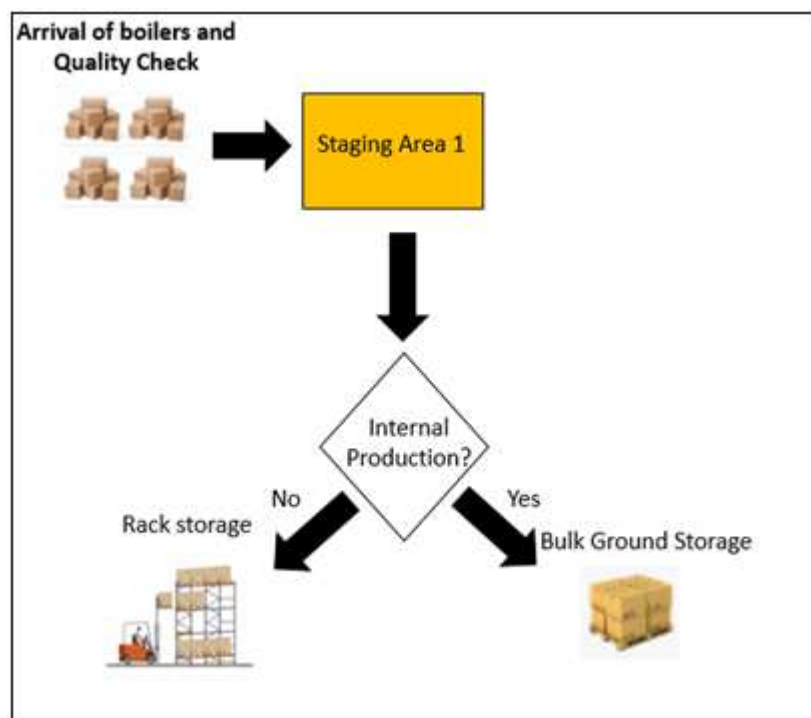 Arrival of boilers and
Quality Check
Staging Area 1
Internal
Production?
No
Yes
Rack storage
Bulk Ground Storage